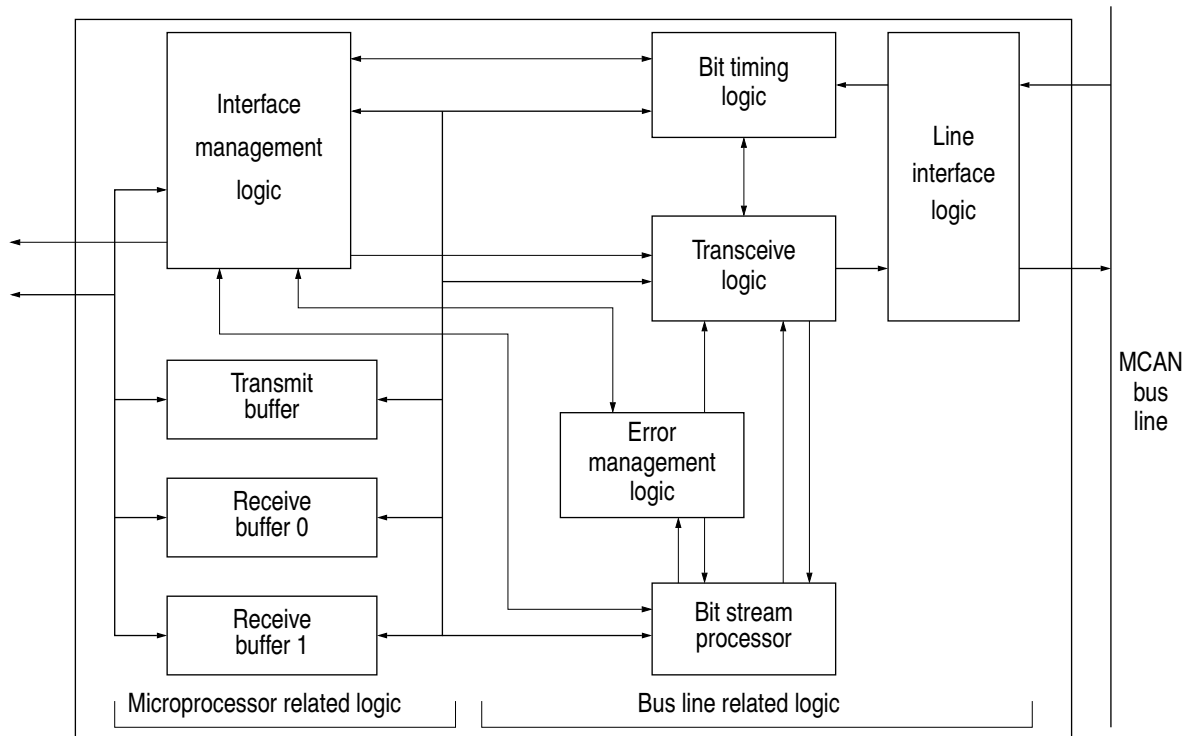 Interface
management
logic
Bit timing
logic
Line
interface
logic
Transceive
logic
Transmit
buffer
MCAN
bus
line
Error
management
logic
Receive
buffer 0
Receive
buffer 1
Bit stream
processor
Microprocessor related logic
Bus line related logic